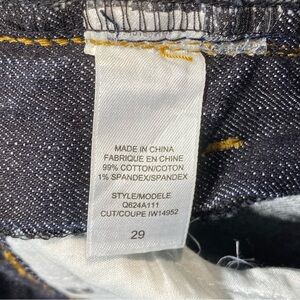 MADE IN CHINA
FABRIQUE EN CHINE
99% COTTON/COTON
1% SPANDEX/SPANDEX
STYLE/MODELE
Q624A111
CUT/COUPE IW14952
29